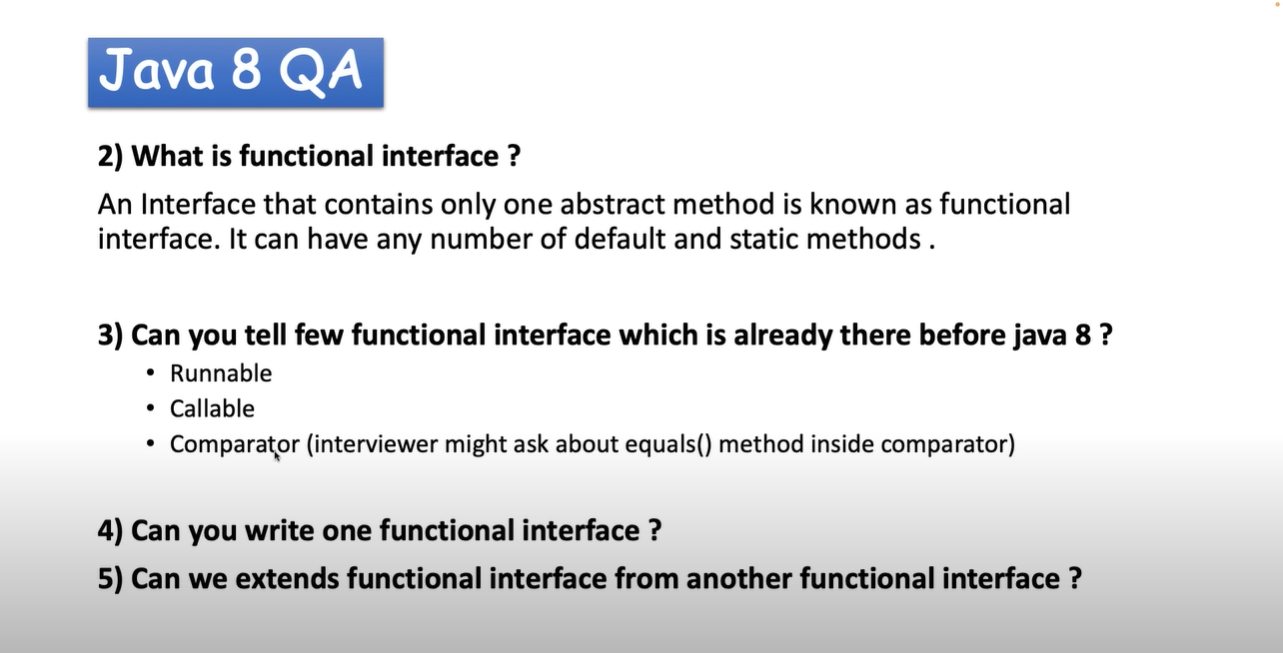 Java 8 QA
2) What is functional interface ?
An Interface that contains only one abstract method is known as functional
interface. It can have any number of default and static methods .
3) Can you tell few functional interface which is already there before java 8 ?
• Runnable
• Callable
• Comparator (interviewer might ask about equals() method inside comparator)
4) Can you write one functional interface ?
5) Can we extends functional interface from another functional interface ?